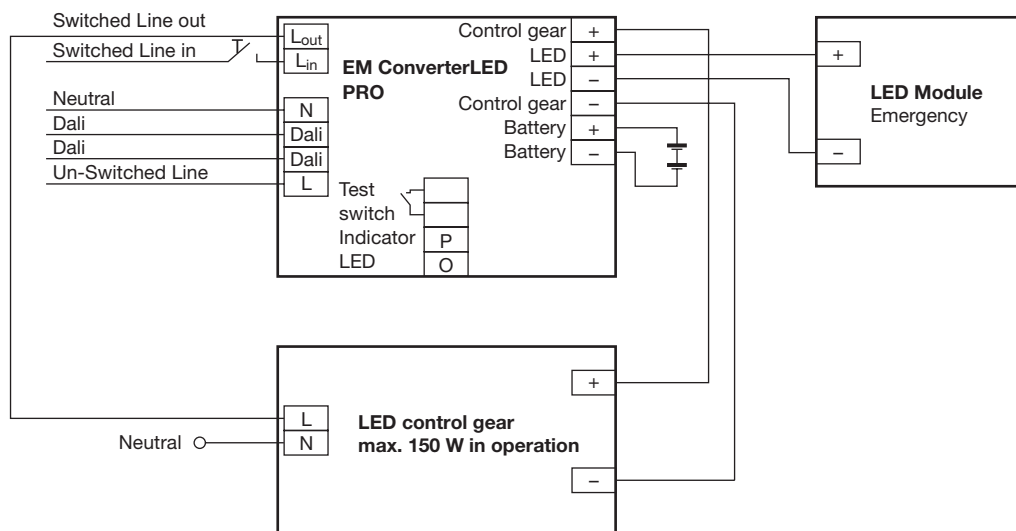 Switched Line out
Switched Line in
Neutral
Dali
Dali
Un-Switched Line
Lout
Lin
N
Dali
Dali
L
EM ConverterLED
PRO
Test
switch
Indicator
LED
P
O
Control gear +
LED +
LED –
Control gear –
Battery +
Battery –
+
–
LED Module
Emergency
L
N
Neutral
LED control gear
max. 150 W in operation
+
–